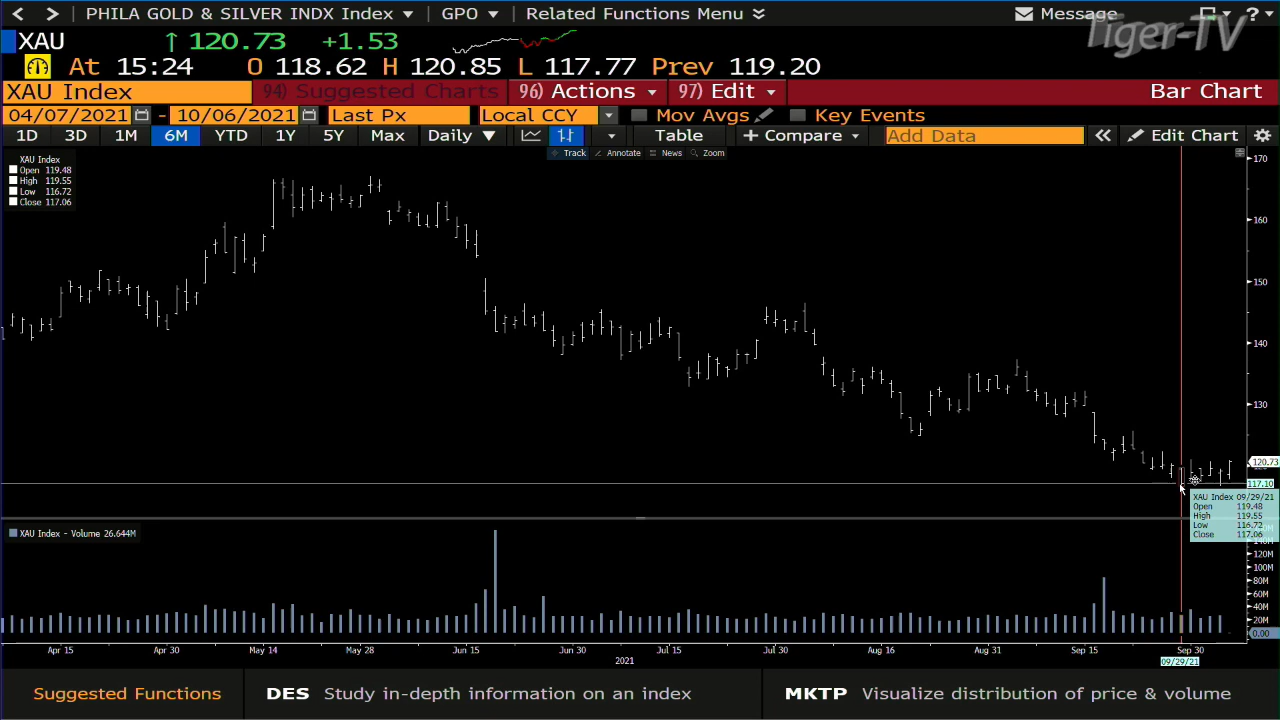 PHILA GOLD & SILVER INDX Index GPO Related Functions Menu Message ?
Tiger-TV
XAU ↑ 120.73 +1.53
At 15:24 O 118.62 H 120.85 L 117.77 Prev 119.20
XAU Index 94) Suggested Charts 96) Actions 97) Edit Bar Chart
04/07/2021 - 10/06/2021 Last Px Local CCY Mov Avgs Key Events
1D 3D 1M 6M YTD 1Y 5Y Max Daily ▼ Table + Compare Add Data « Edit Chart
Track Annotate News Zoom
XAU Index
Open 119.48
High 119.55
Low 116.72
Close 117.06
170
160
150
140
130
120.73
117.10
XAU Index 09/29/21
Open 119.48
High 119.55
Low 116.72
Close 117.06
XAU Index - Volume 26.644M
120M
100M
80M
60M
40M
20M
0.00
Apr 15 Apr 30 May 14 May 28 Jun 15 Jun 30 Jul 15 Jul 30 Aug 16 Aug 31 Sep 15 Sep 30
2021
09/29/21
Suggested Functions DES Study in-depth information on an index MKTP Visualize distribution of price & volume